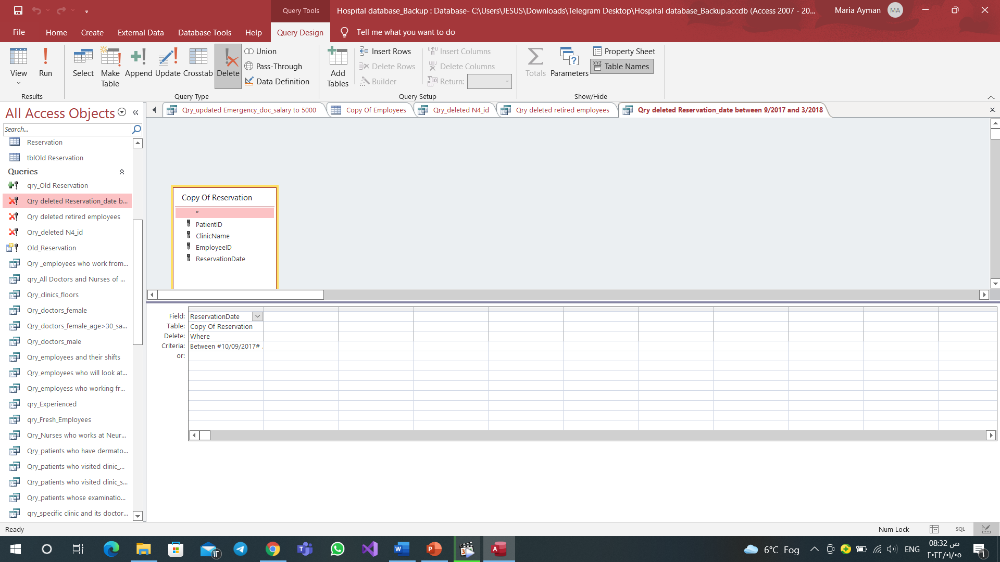 Query Tools
Hospital database_Backup : Database- C:\Users\JESUS\Downloads\Telegram Desktop\Hospital database_Backup.accdb (Access 2007 - 20...
Maria Ayman
MA
File
Home
Create
External Data
Database Tools
Help
Query Design
Tell me what you want to do
View
Run
Select
Make Table
Append
Update
Crosstab
Delete
Union
Pass-Through
Data Definition
Add Tables
Insert Rows
Delete Rows
Builder
Insert Columns
Delete Columns
Return:
Totals
Parameters
Property Sheet
Table Names
Results
Query Type
Query Setup
Show/Hide
All Access Objects
Search...
Qry_updated Emergency_doc_salary to 5000
Copy Of Employees
Qry_deleted N4_id
Qry deleted retired employees
Qry deleted Reservation_date between 9/2017 and 3/2018
Reservation
tblOld Reservation
Queries
qry_Old Reservation
Qry deleted Reservation_date b...
Qry deleted retired employees
Qry_deleted N4_id
Old_Reservation
Qry _employees who work from...
qry_All Doctors and Nurses of ...
Qry_clinics_floors
Qry_doctors_female
Qry_doctors_female_age>30_sa...
Qry_doctors_male
Qry_employees and their shifts
Qry_employees who will look at...
Qry_employess who working fr...
qry_Experienced
qry_Fresh_Employees
Qry_Nurses who works at Neur...
Qry_patients who have dermato...
Qry_patients who visited clinic_...
Qry_patients who visited clinic_s...
Qry_patients whose examinatio...
qry_specific clinic and its doctor...
Copy Of Reservation
*
PatientID
ClinicName
EmployeeID
ReservationDate
Field: ReservationDate
Table: Copy Of Reservation
Delete: Where
Criteria: Between #10/09/2017#
or:
Ready
Num Lock
SQL
6°C Fog
ENG
08:32 ص
٢٠٢٢/٠١/٠٥
١٣
1